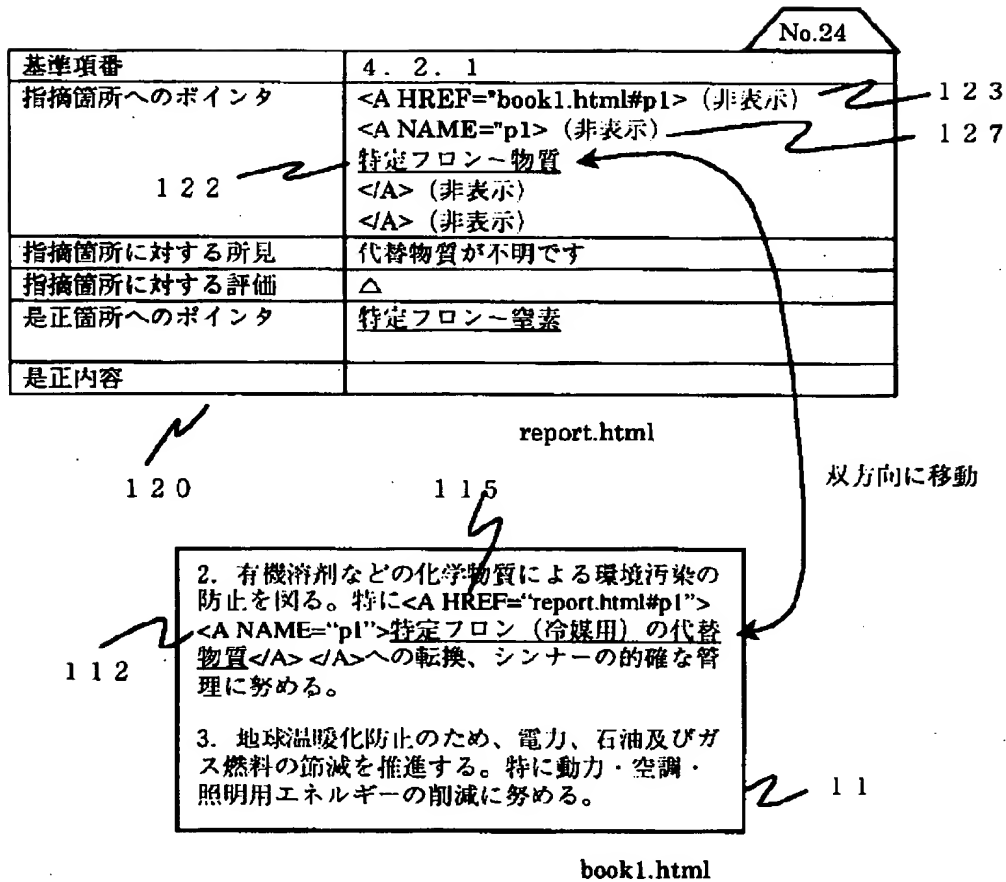 No.24
基準項番 4．2．1
指摘箇所へのポインタ <A HREF="book1.html#p1>（非表示） 123
<A NAME="p1>（非表示） 127
122 特定フロン～物質
</A>（非表示）
</A>（非表示）
指摘箇所に対する所見 代替物質が不明です
指摘箇所に対する評価 △
是正箇所へのポインタ 特定フロン～窒素
是正内容
report.html
120 115 双方向に移動
2. 有機溶剤などの化学物質による環境汚染の
防止を図る。特に<A HREF="report.html#p1">
<A NAME="p1">特定フロン（冷媒用）の代替
物質</A></A>への転換、シンナーの的確な管
112
理に努める。
3. 地球温暖化防止のため、電力、石油及びガ
ス燃料の節減を推進する。特に動力・空調・
照明用エネルギーの削減に努める。
11
book1.html